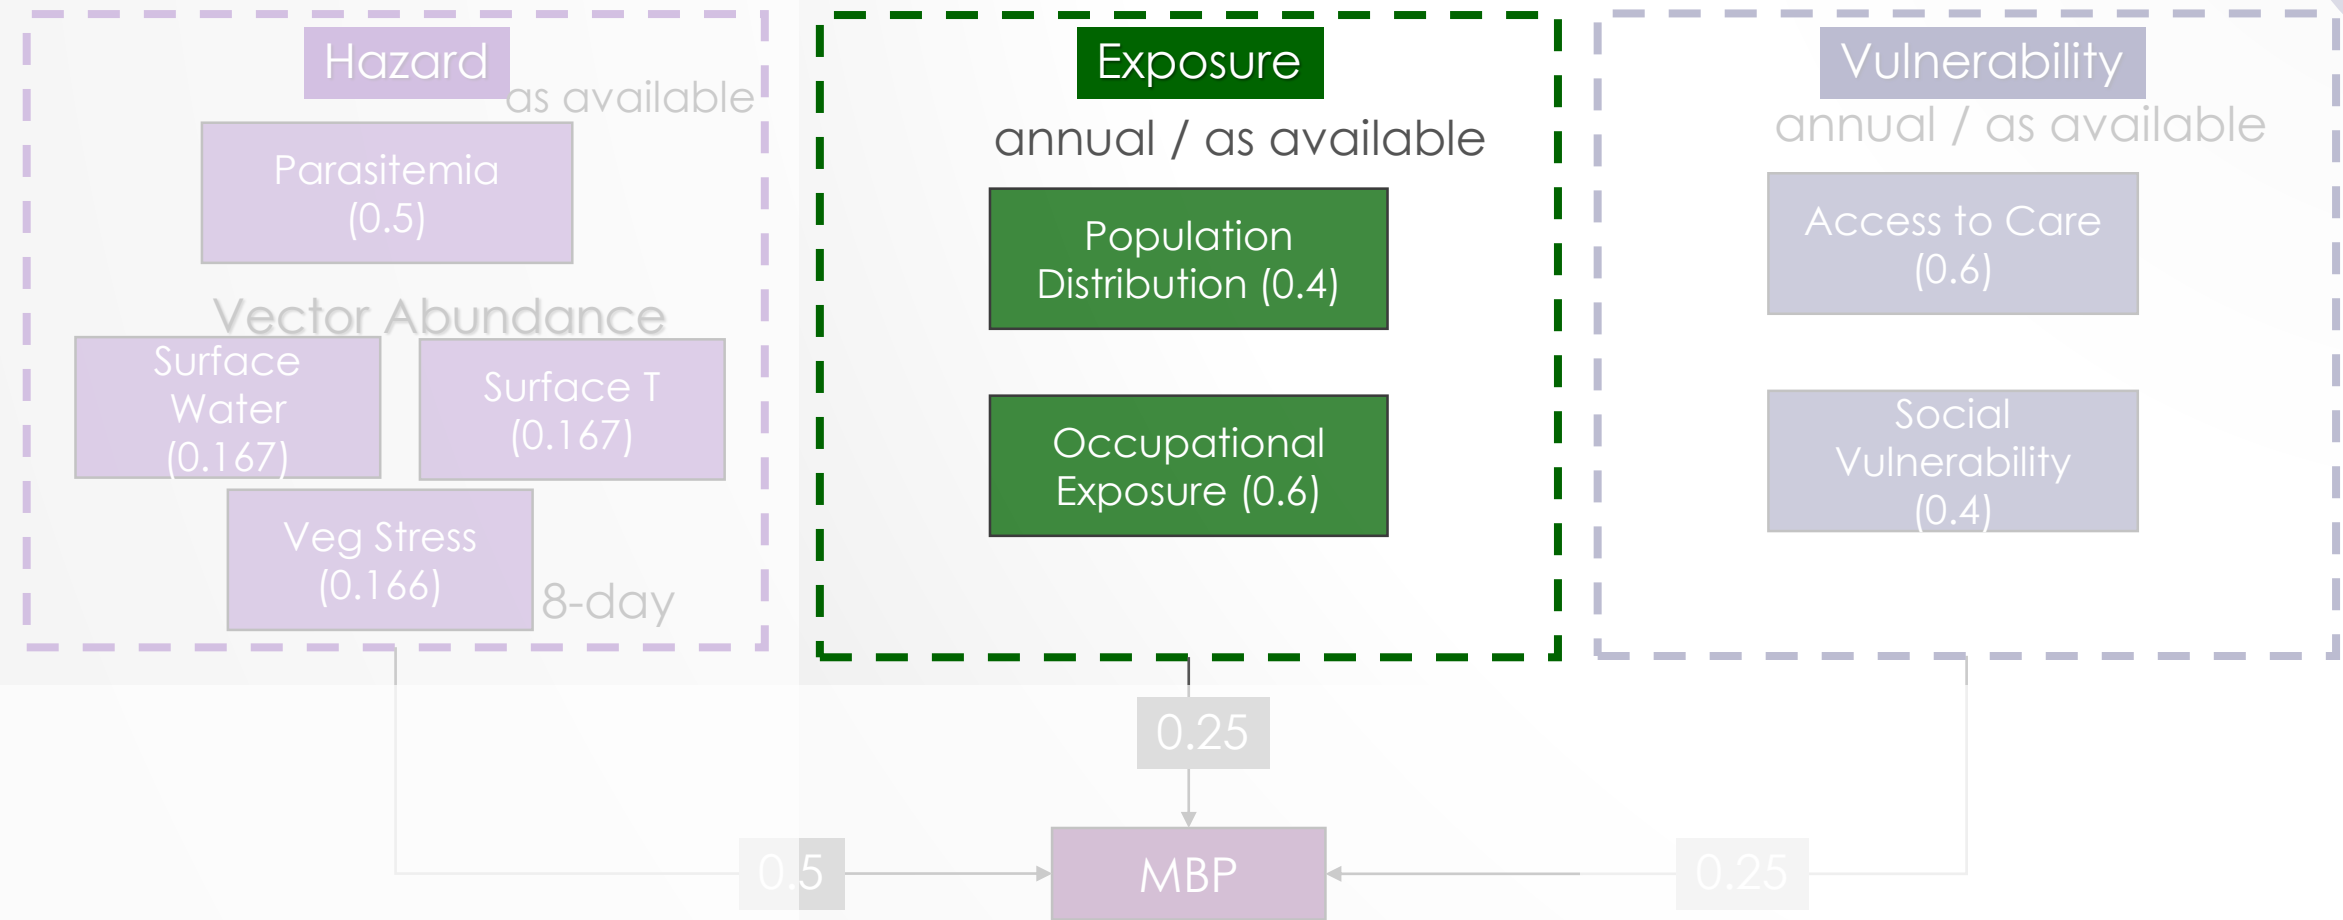 Hazard
as available
Parasitemia
(0.5)
Vector Abundance
Surface
Water
(0.167)
Surface T
(0.167)
Veg Stress
(0.166)
8-day
Exposure
annual / as available
Population
Distribution (0.4)
Occupational
Exposure (0.6)
Vulnerability
annual / as available
Access to Care
(0.6)
Social
Vulnerability
(0.4)
0.25
0.5
MBP
0.25